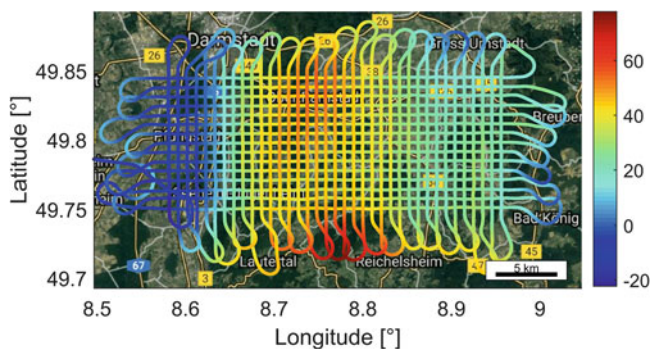 26
Darmstadt
26
Gross-Umstadt
26
38
Breuberg
Bad König
Lautertal
Reichelsheim
67
3
47
45
5 km
49.85
49.8
49.75
49.7
Latitude [°]
8.5
8.6
8.7
8.8
8.9
9
Longitude [°]
60
40
20
0
-20